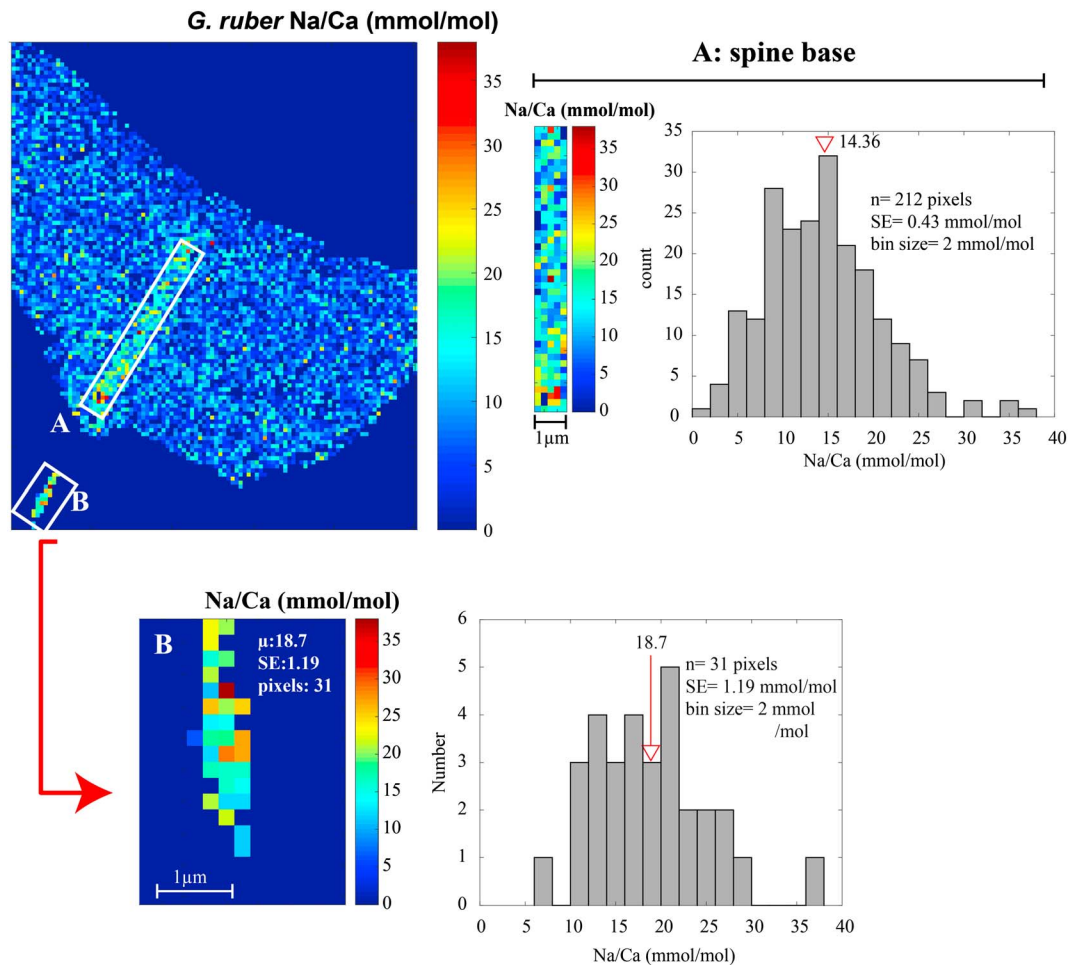 G. ruber Na/Ca (mmol/mol)
35
30
25
20
15
10
5
0
A
B
A: spine base
Na/Ca (mmol/mol)
35
30
25
20
15
10
5
0
1µm
35
30
25
20
15
10
5
0
count
14.36
n= 212 pixels
SE= 0.43 mmol/mol
bin size= 2 mmol/mol
0 5 10 15 20 25 30 35 40
Na/Ca (mmol/mol)
Na/Ca (mmol/mol)
B
µ:18.7
SE:1.19
pixels: 31
1µm
35
30
25
20
15
10
5
0
6
5
4
3
2
1
0
Number
18.7
n= 31 pixels
SE= 1.19 mmol/mol
bin size= 2 mmol
/mol
0 5 10 15 20 25 30 35 40
Na/Ca (mmol/mol)